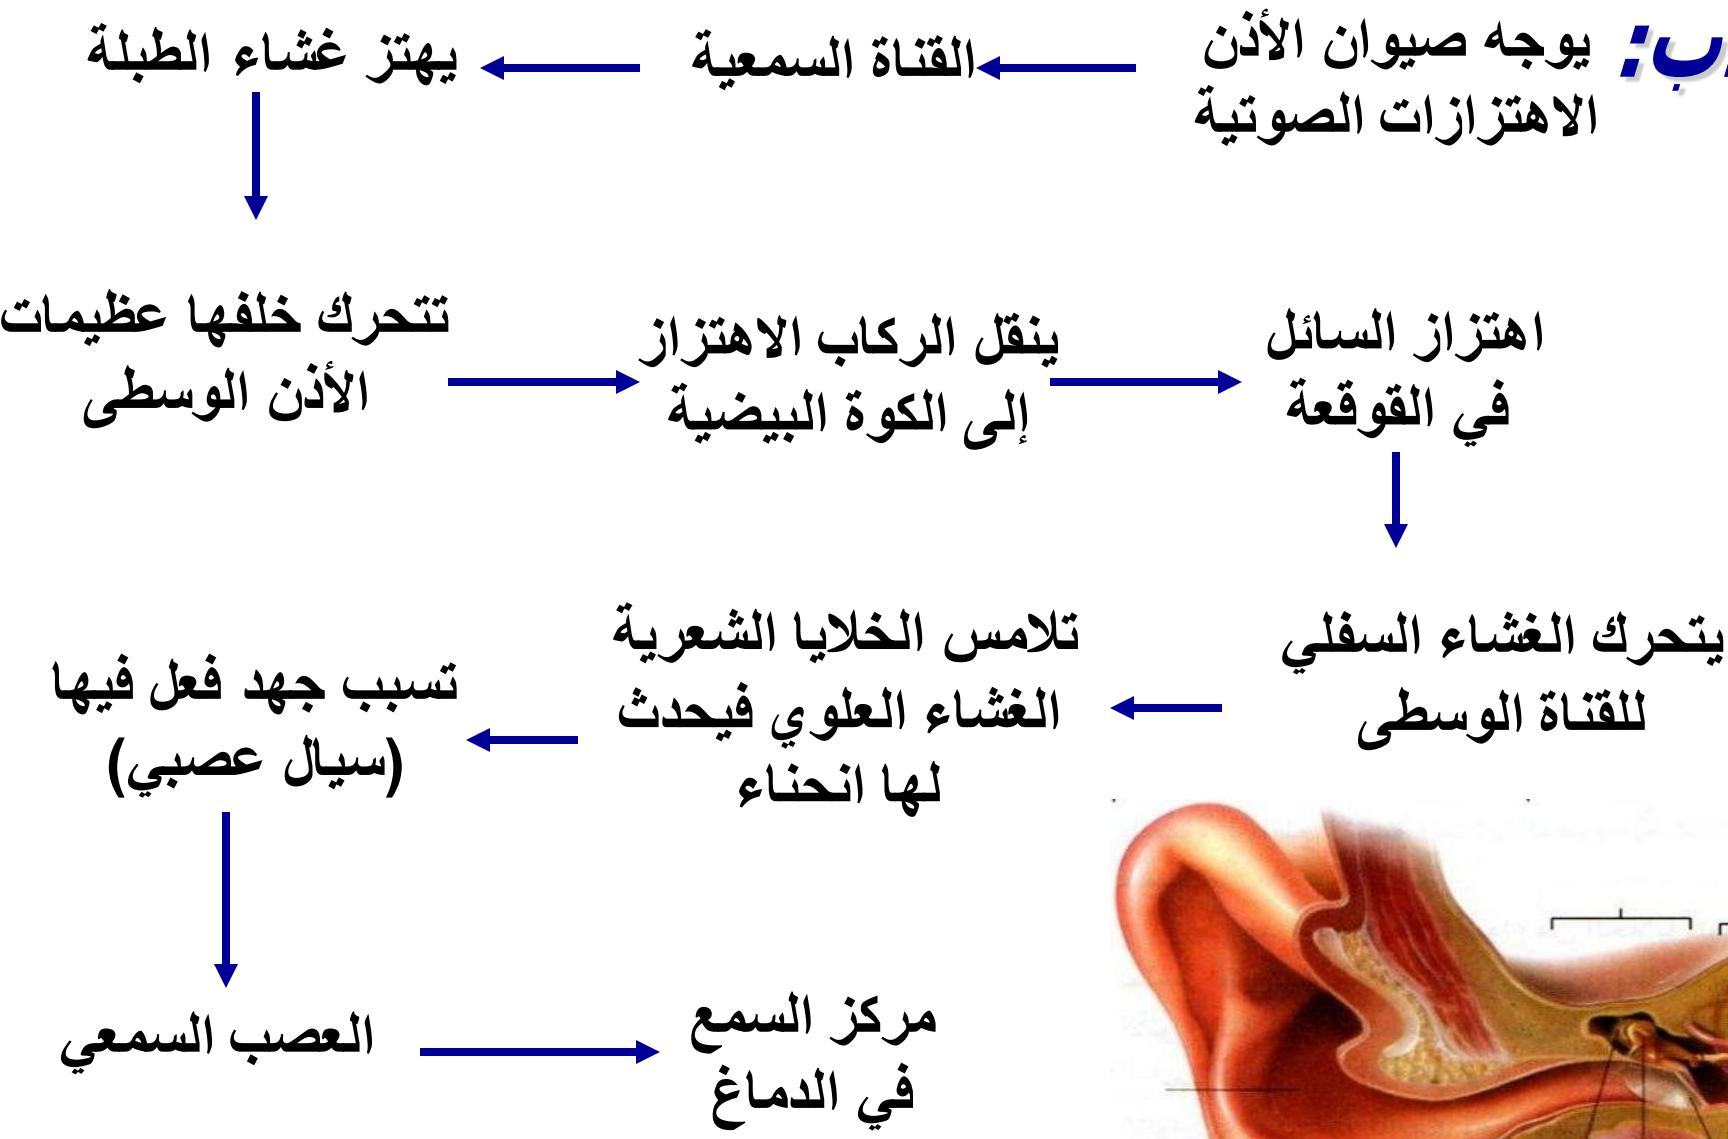 يوجه صيوان الأذن
الاهتزازات الصوتية
القناة السمعية
يهتز غشاء الطبلة
تتحرك خلفها عظيمات
الأذن الوسطى
ينقل الركاب الاهتزاز
إلى الكوة البيضية
اهتزاز السائل
في القوقعة
يتحرك الغشاء السفلي
للقناة الوسطى
تلامس الخلايا الشعرية
الغشاء العلوي فيحدث
لها انحناء
تسبب جهد فعل فيها
(سيال عصبي)
العصب السمعي
مركز السمع
في الدماغ